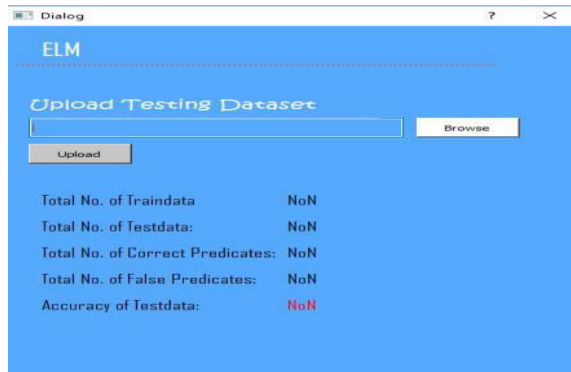 Dialog ? ×
ELM
Upload Testing Dataset
Browse
Upload
Total No. of Traindata NoN
Total No. of Testdata: NoN
Total No. of Correct Predicates: NoN
Total No. of False Predicates: NoN
Accuracy of Testdata: NoN